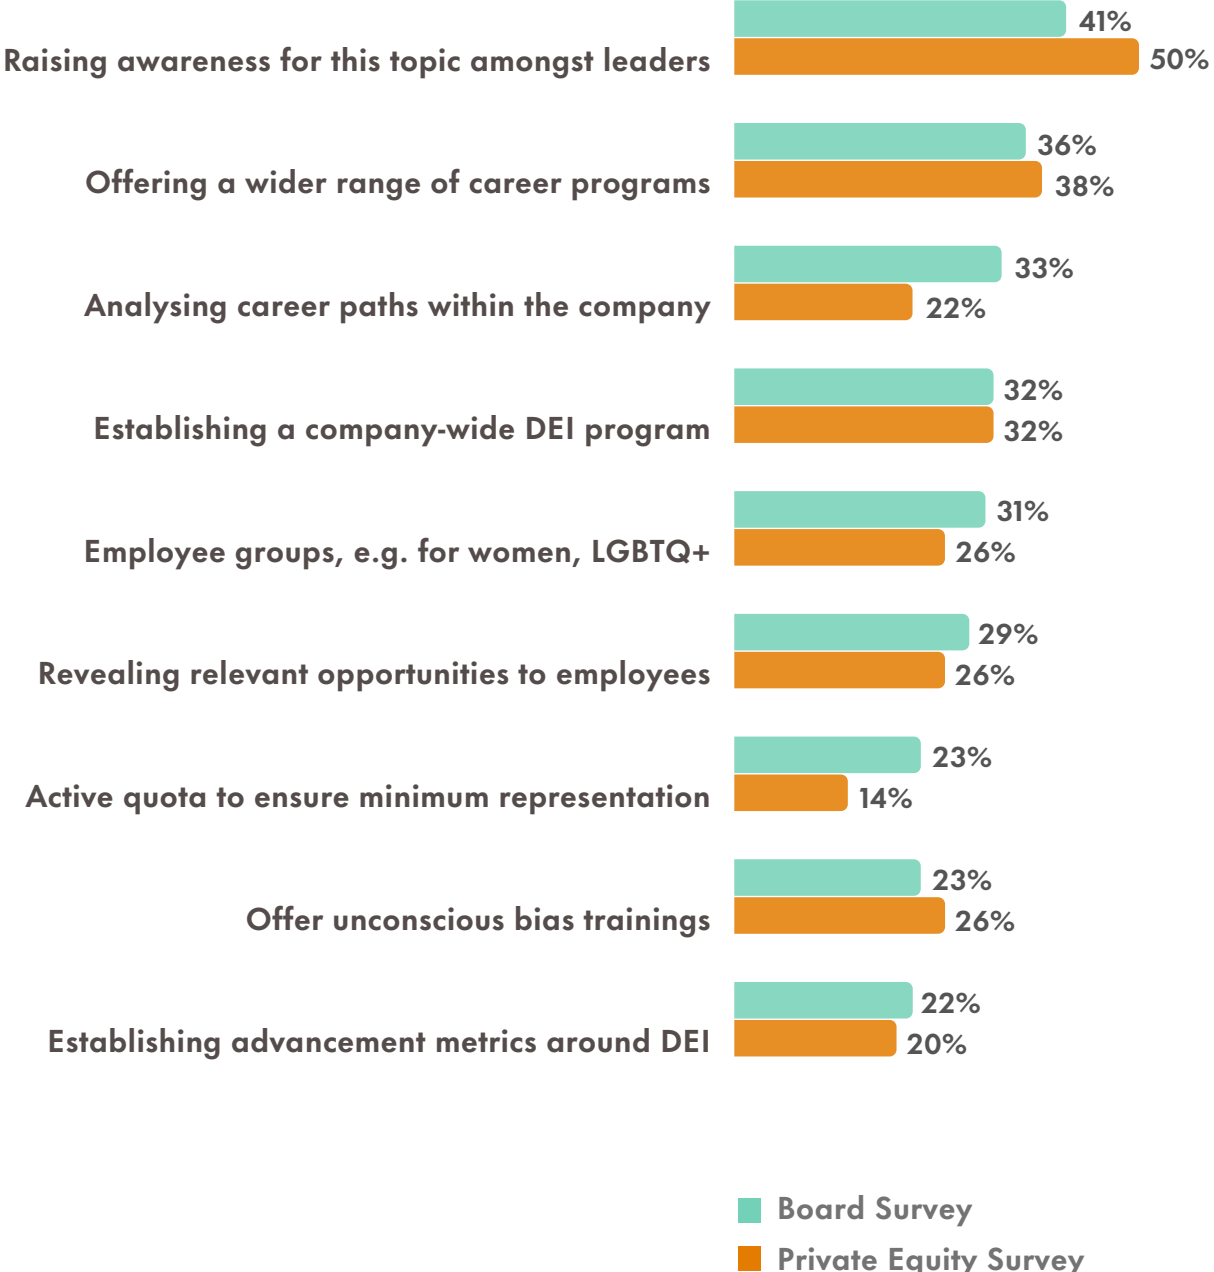 41%
Raising awareness for this topic amongst leaders
50%
36%
Offering a wider range of career programs
38%
33%
Analysing career paths within the company
22%
32%
Establishing a company-wide DEI program
32%
31%
Employee groups, e.g. for women, LGBTQ+
26%
29%
Revealing relevant opportunities to employees
26%
23%
Active quota to ensure minimum representation
14%
23%
Offer unconscious bias trainings
26%
22%
Establishing advancement metrics around DEI
20%
Board Survey
Private Equity Survey